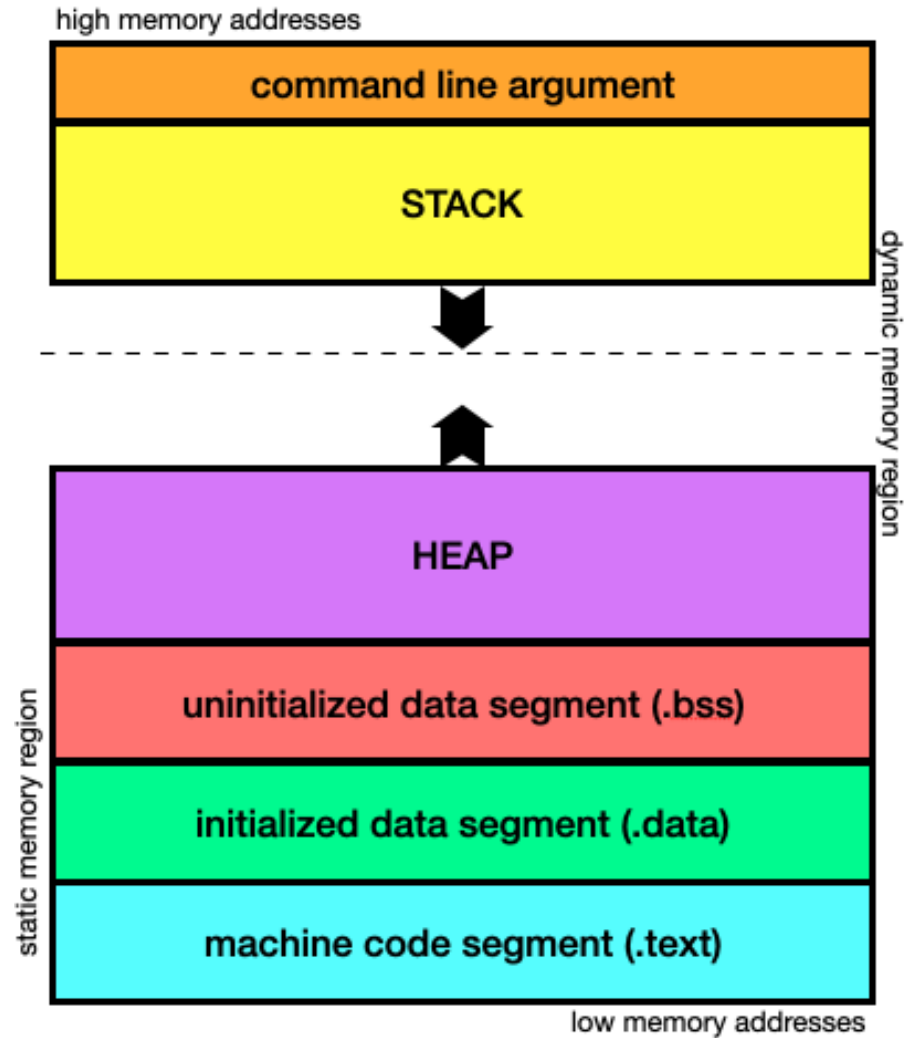 high memory addresses
command line argument
STACK
dynamic memory region
HEAP
uninitialized data segment (.bss)
static memory region
initialized data segment (.data)
machine code segment (.text)
low memory addresses